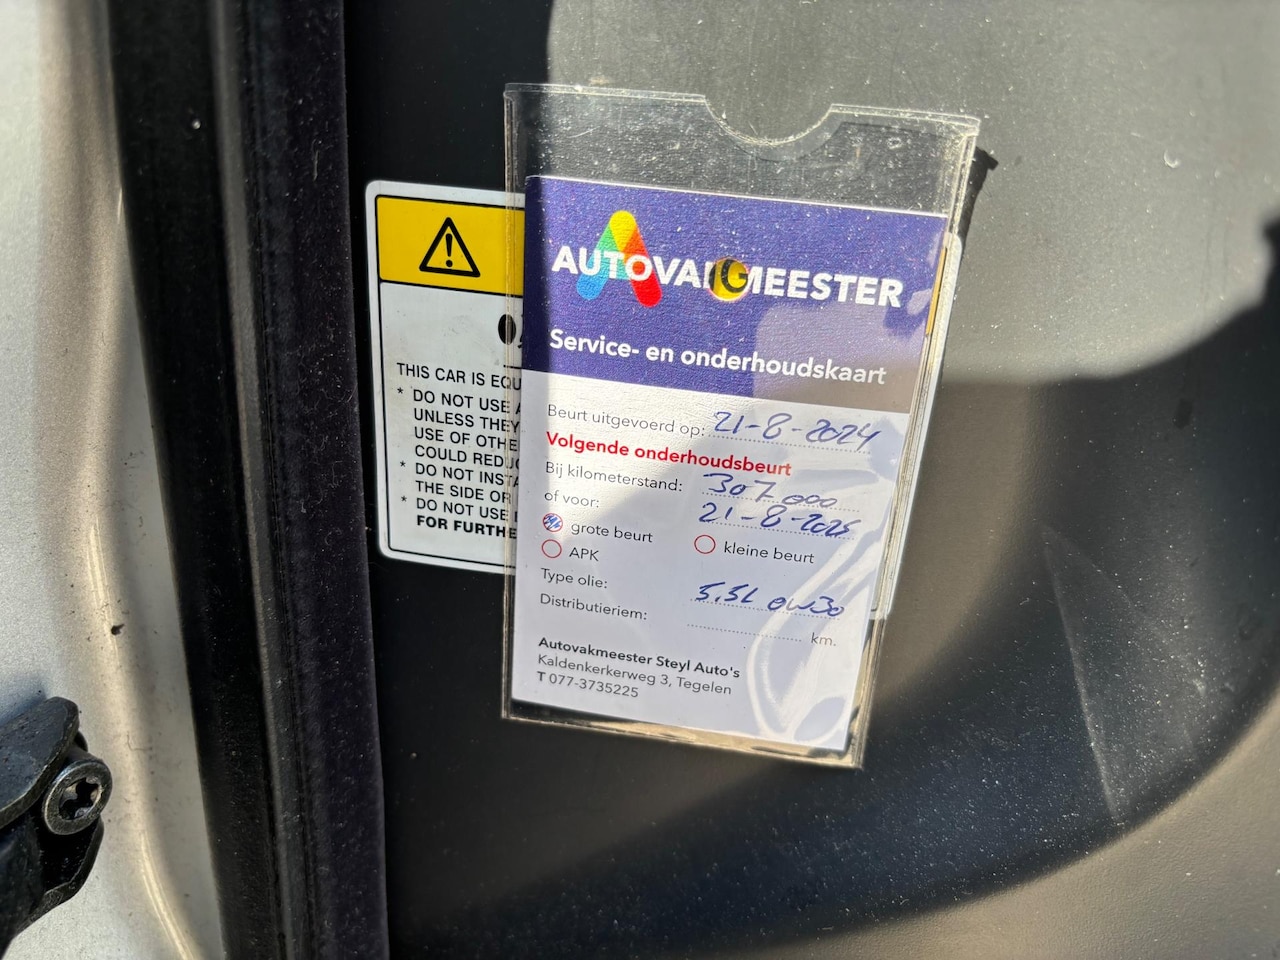 AUTOVAKMEESTER
Service- en onderhoudskaart
Beurt uitgevoerd op: 21-8-2024
Volgende onderhoudsbeurt
Bij kilometerstand: 307000
of voor: 21-8-2025
grote beurt
kleine beurt
APK
Type olie: 5.5L 0W30
Distributieriem: km.
Autovakmeester Steyl Auto's
Kaldenkerkerweg 3, Tegelen
T 077-3735225
THIS CAR IS EQU
* DO NOT USE A
UNLESS THEY
USE OF OTHE
COULD REDUC
* DO NOT INSTA
THE SIDE OR
* DO NOT USE
FOR FURTHE